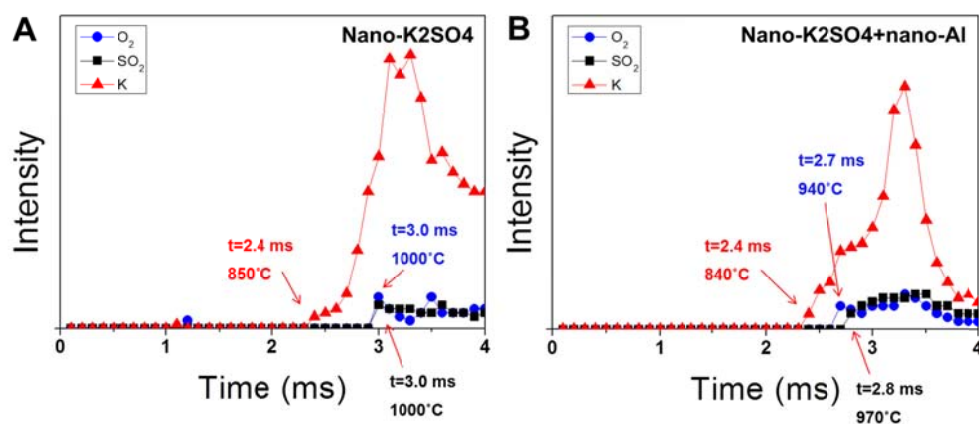 A
Nano-K2SO4
O2
SO2
K
Intensity
t=2.4 ms
850°C
t=3.0 ms
1000°C
0 1 2 3 4
Time (ms)
t=3.0 ms
1000°C
B
Nano-K2SO4+nano-Al
O2
SO2
K
Intensity
t=2.7 ms
940°C
t=2.4 ms
840°C
0 1 2 3 4
Time (ms)
t=2.8 ms
970°C